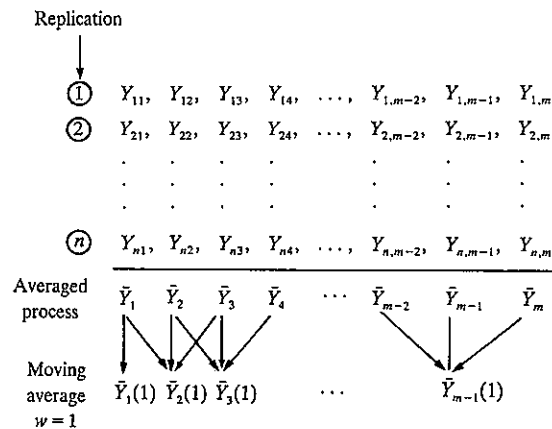 Replication
1 Y₁₁, Y₁₂, Y₁₃, Y₁₄, ..., Y₁,ₘ₋₂, Y₁,ₘ₋₁, Y₁,ₘ
2 Y₂₁, Y₂₂, Y₂₃, Y₂₄, ..., Y₂,ₘ₋₂, Y₂,ₘ₋₁, Y₂,ₘ
. . . . . . . .
. . . . . . . .
. . . . . . . .
n Yₙ₁, Yₙ₂, Yₙ₃, Yₙ₄, ..., Yₙ,ₘ₋₂, Yₙ,ₘ₋₁, Yₙ,ₘ
Averaged
process
Ȳ₁ Ȳ₂ Ȳ₃ Ȳ₄ ... Ȳₘ₋₂ Ȳₘ₋₁ Ȳₘ
Moving
average
w = 1
Ȳ₁(1) Ȳ₂(1) Ȳ₃(1) ... Ȳₘ₋₁(1)